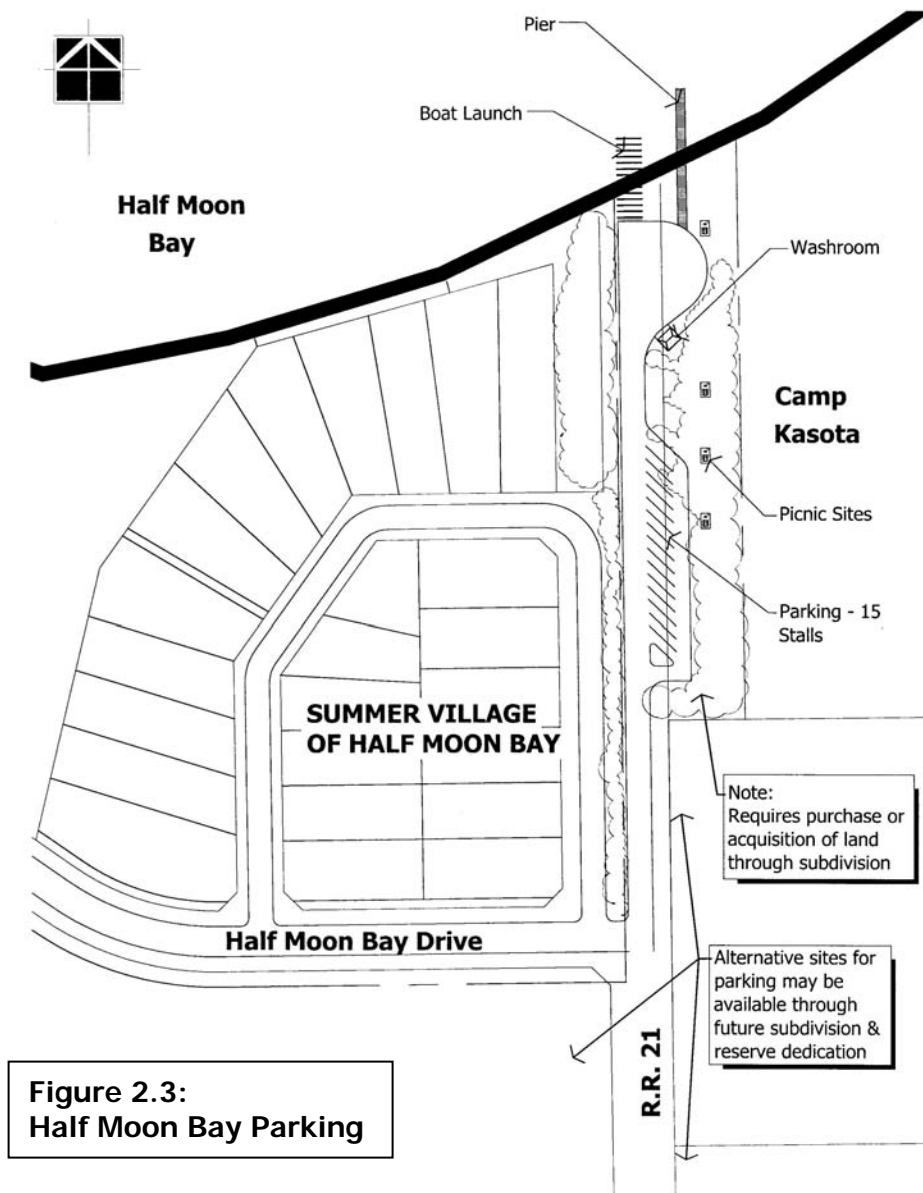 Pier
Boat Launch
Half Moon
Bay
Washroom
Camp
Kasota
Picnic Sites
Parking - 15
Stalls
SUMMER VILLAGE
OF HALF MOON BAY
Note:
Requires purchase or
acquisition of land
through subdivision
Half Moon Bay Drive
Alternative sites for
parking may be
available through
future subdivision &
reserve dedication
R.R. 21
Figure 2.3:
Half Moon Bay Parking